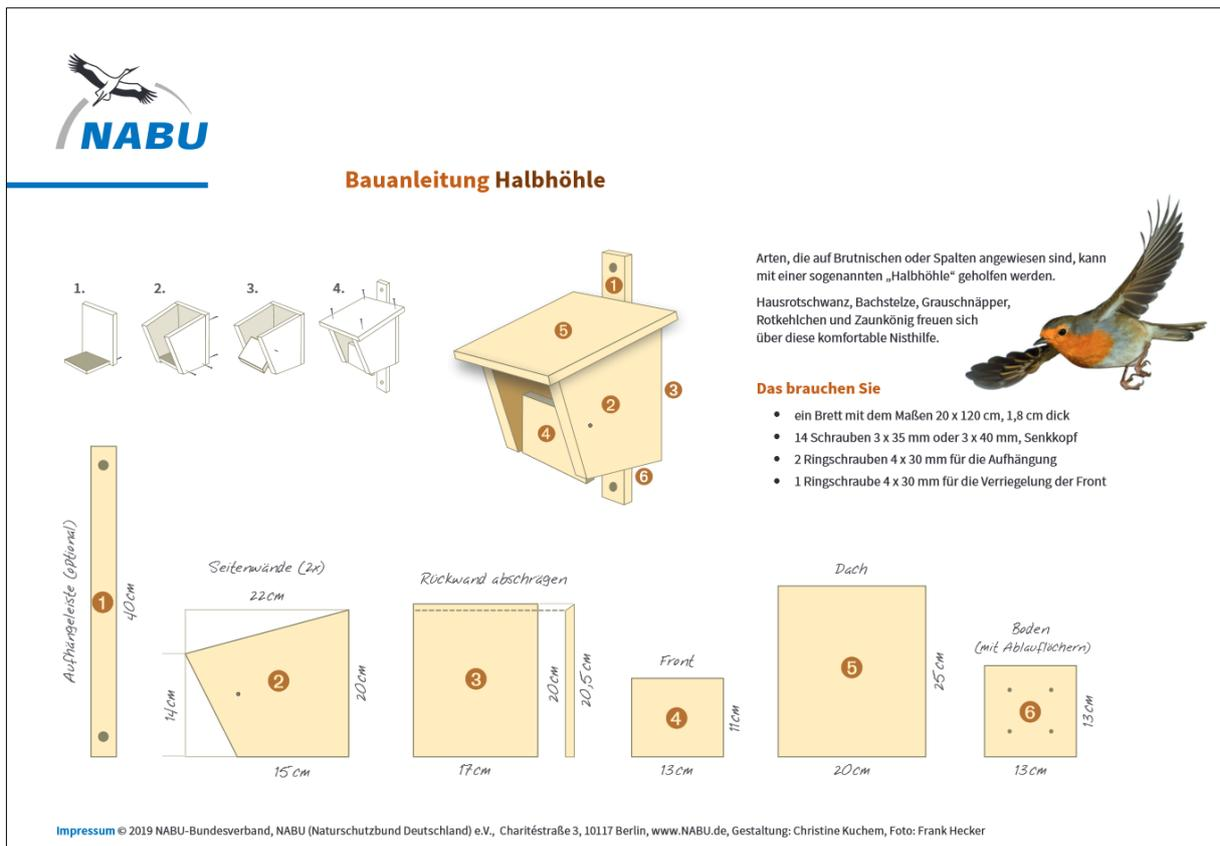 NABU
Bauanleitung Halbhöhle
1.
2.
3.
4.
1
5
2
3
4
6
Arten, die auf Brutnischen oder Spalten angewiesen sind, kann
mit einer sogenannten „Halbhöhle“ geholfen werden.
Hausrotschwanz, Bachstelze, Grauschnäpper,
Rotkehlchen und Zaunkönig freuen sich
über diese komfortable Nisthilfe.
Das brauchen Sie
• ein Brett mit dem Maßen 20 x 120 cm, 1,8 cm dick
• 14 Schrauben 3 x 35 mm oder 3 x 40 mm, Senkkopf
• 2 Ringschrauben 4 x 30 mm für die Aufhängung
• 1 Ringschraube 4 x 30 mm für die Verriegelung der Front
Aufhängeleiste (optional)
1
40cm
Seitenwände (2x)
22cm
2
14cm
20cm
15cm
Rückwand abschrägen
3
20cm
20,5cm
17cm
Front
4
11cm
13cm
Dach
5
25cm
20cm
Boden
(mit Ablauflöchern)
6
13cm
13cm
Impressum © 2019 NABU-Bundesverband, NABU (Naturschutzbund Deutschland) e.V., Charitéstraße 3, 10117 Berlin, www.NABU.de, Gestaltung: Christine Kuchem, Foto: Frank Hecker